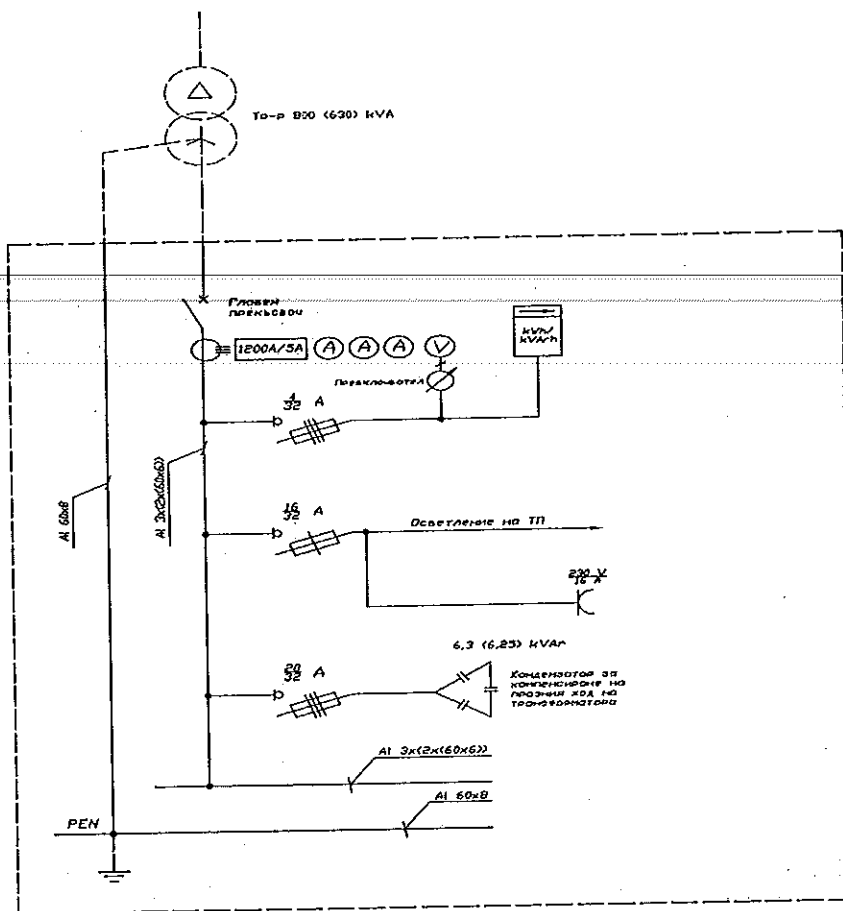 Тр-р 800 (630) kVA
Главен
прекъсвач
1200A/5A
A
A
A
V
kWh/
kVArh
Превключвател
4
32
A
Al 60x8
Al 3x(2x(60x6))
16
32
A
Осветление на ТП
230 V
16 A
6,3 (6,25) kVAr
20
32
A
Кондензатор за
компенсиране на
празния ход на
трансформатора
Al 3x(2x(60x6))
Al 60x8
PEN